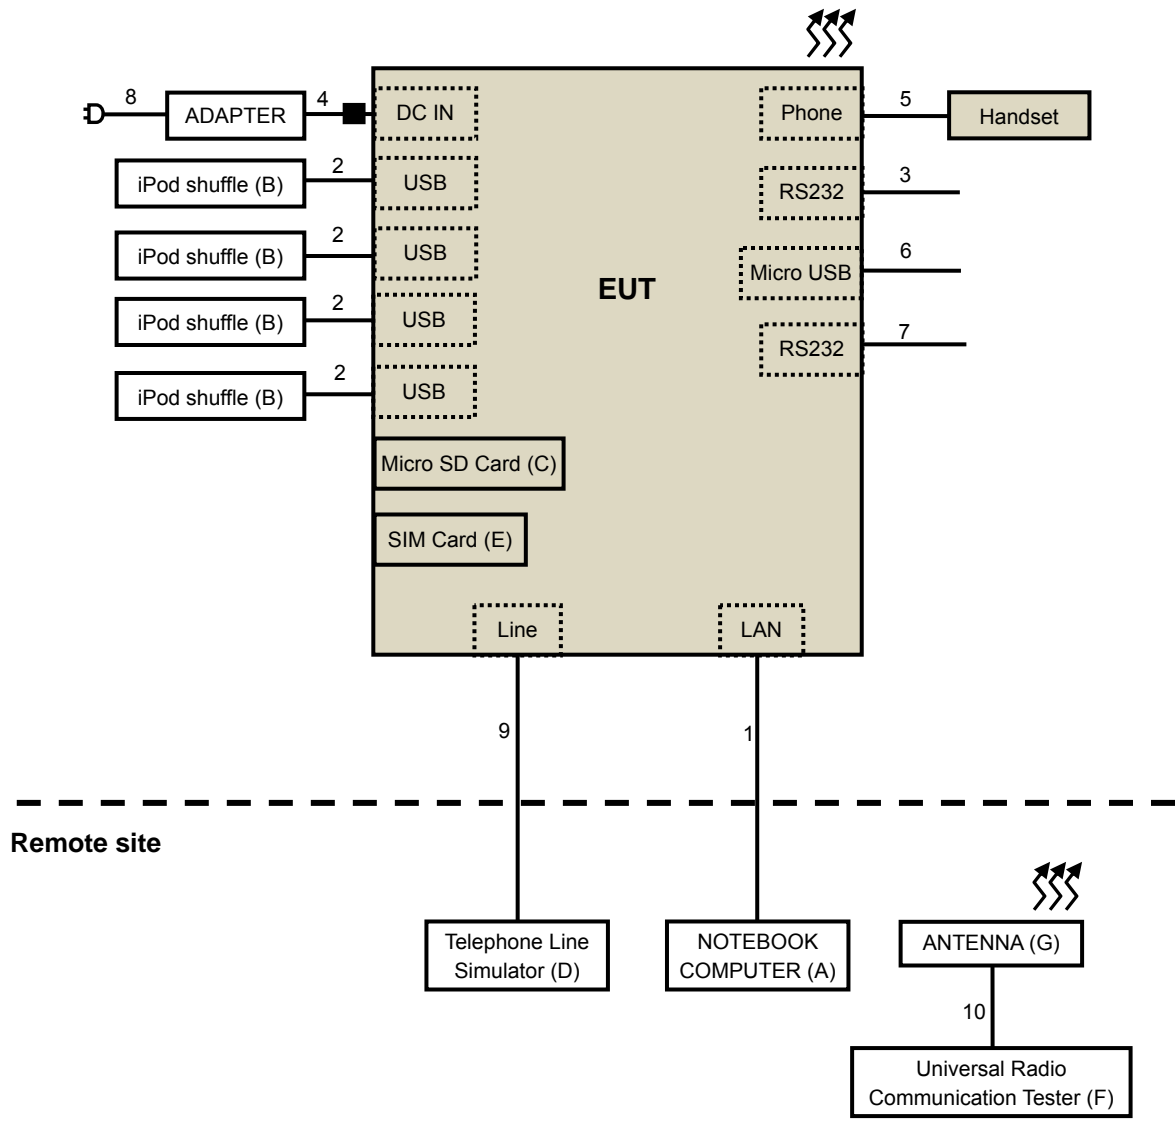 8
ADAPTER
4
DC IN
Phone
5
Handset
iPod shuffle (B)
2
USB
RS232
3
iPod shuffle (B)
2
USB
EUT
Micro USB
6
iPod shuffle (B)
2
USB
RS232
7
iPod shuffle (B)
2
USB
Micro SD Card (C)
SIM Card (E)
Line
LAN
9
1
Remote site
Telephone Line
Simulator (D)
NOTEBOOK
COMPUTER (A)
ANTENNA (G)
10
Universal Radio
Communication Tester (F)